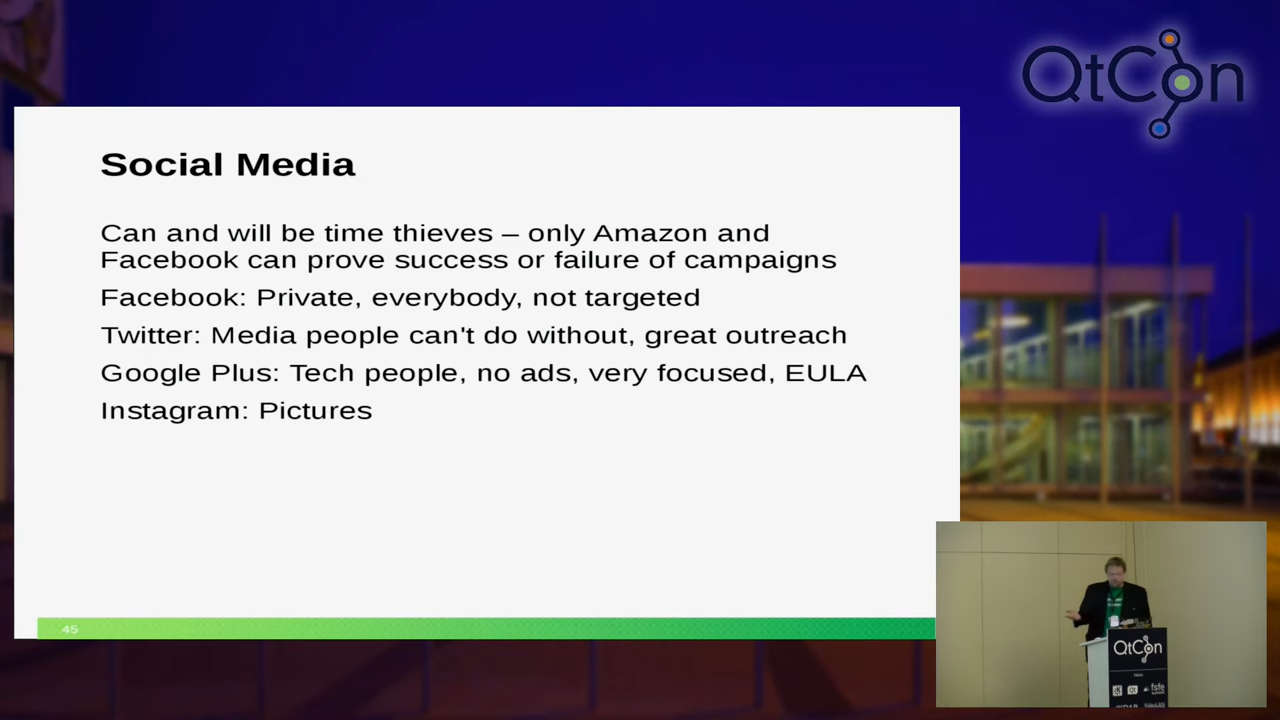 QtCon
Social Media
Can and will be time thieves – only Amazon and
Facebook can prove success or failure of campaigns
Facebook: Private, everybody, not targeted
Twitter: Media people can't do without, great outreach
Google Plus: Tech people, no ads, very focused, EULA
Instagram: Pictures
45
QtCon
fsfe